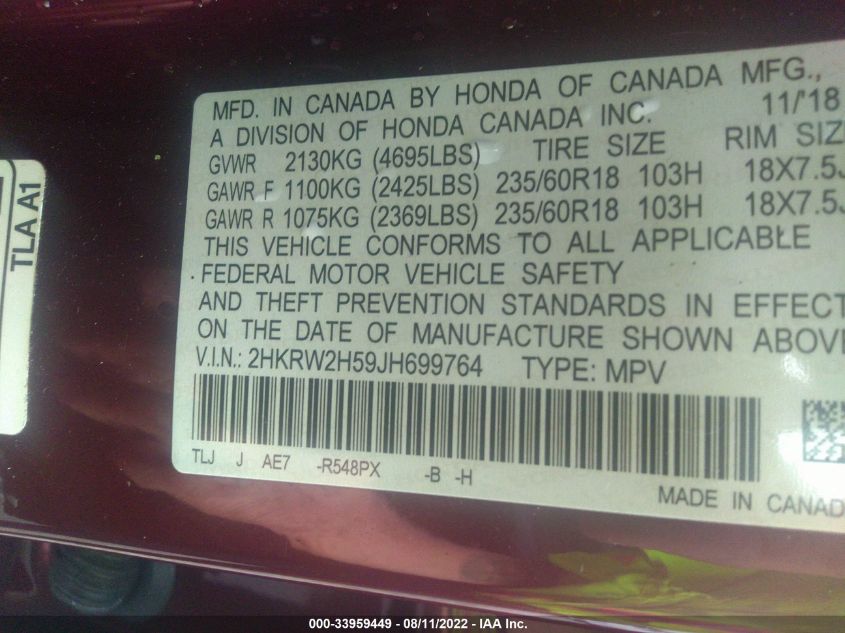 MFD. IN CANADA BY HONDA OF CANADA MFG.,
A DIVISION OF HONDA CANADA INC. 11/'18
GVWR 2130KG (4695LBS) TIRE SIZE RIM SIZE
GAWR F 1100KG (2425LBS) 235/60R18 103H 18X7.5J
GAWR R 1075KG (2369LBS) 235/60R18 103H 18X7.5J
THIS VEHICLE CONFORMS TO ALL APPLICABLE
FEDERAL MOTOR VEHICLE SAFETY
AND THEFT PREVENTION STANDARDS IN EFFECT
ON THE DATE OF MANUFACTURE SHOWN ABOVE
V.I.N.: 2HKRW2H59JH699764 TYPE: MPV
TLJ J AE7 -R548PX -B -H
MADE IN CANAD
TLA A1
000-33959449 - 08/11/2022 - IAA Inc.